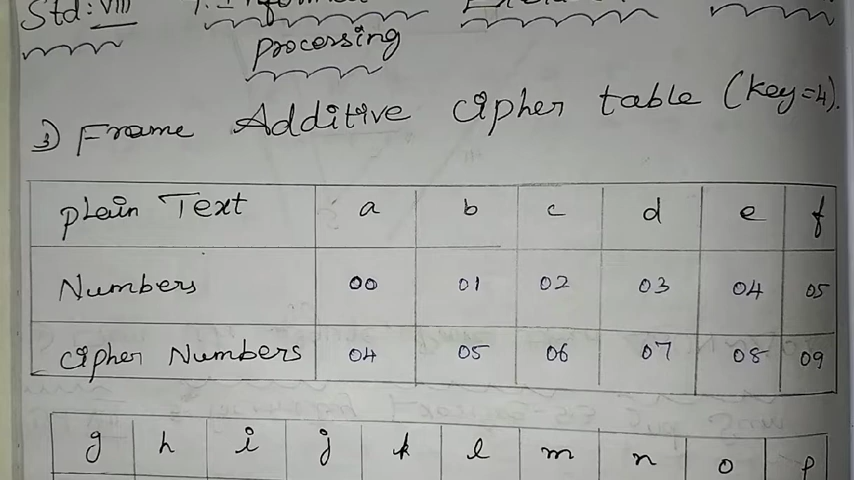 Std: VIII
processing
3) Frame Additive cipher table (key=4).
Plain Text a b c d e f
Numbers 00 01 02 03 04 05
Cipher Numbers 04 05 06 07 08 09
g h i j k l m n o p